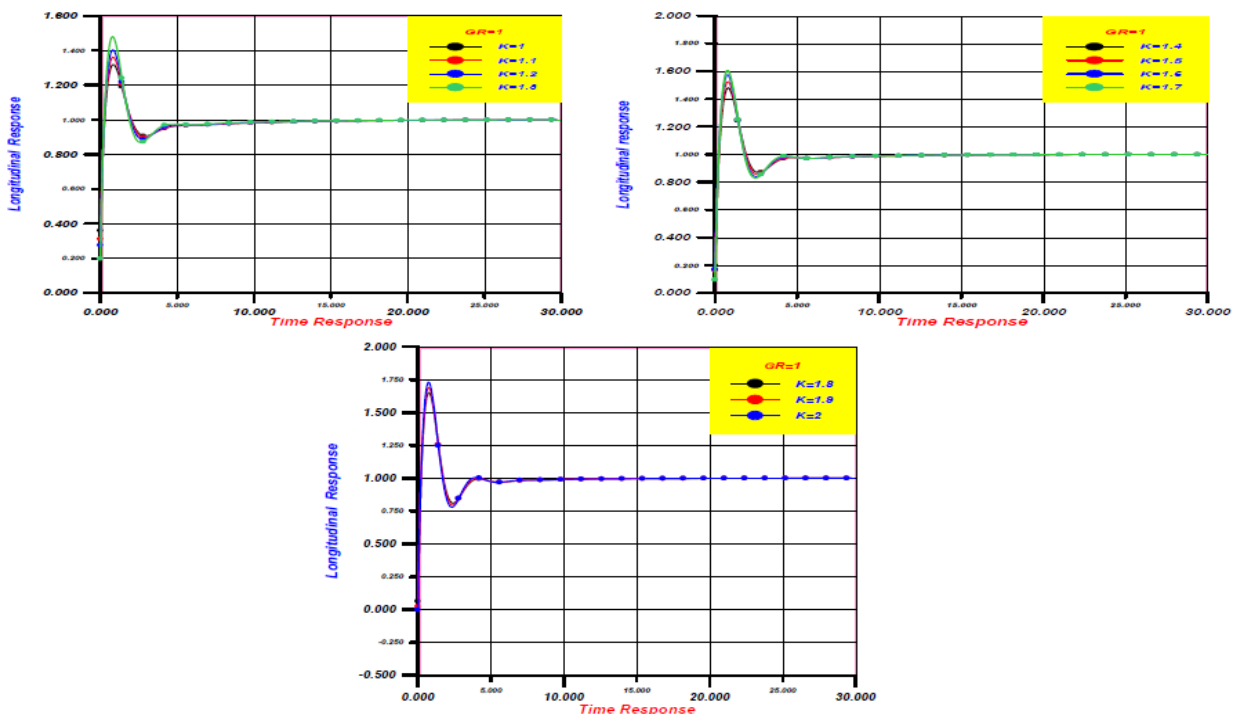 1.600
1.400
1.200
1.000
0.800
0.600
0.400
0.200
0.000
Longitudinal Response
GR=1
K=1
K=1.1
K=1.2
K=1.3
0.000
5.000
10.000
15.000
20.000
25.000
30.000
Time Response
2.000
1.800
1.600
1.400
1.200
1.000
0.800
0.600
0.400
0.200
0.000
Longitudinal response
GR=1
K=1.4
K=1.5
K=1.6
K=1.7
0.000
5.000
10.000
15.000
20.000
25.000
30.000
Time Response
2.000
1.750
1.500
1.250
1.000
0.750
0.500
0.250
0.000
-0.250
-0.500
Longitudinal Response
GR=1
K=1.8
K=1.9
K=2
0.000
5.000
10.000
15.000
20.000
25.000
30.000
Time Response